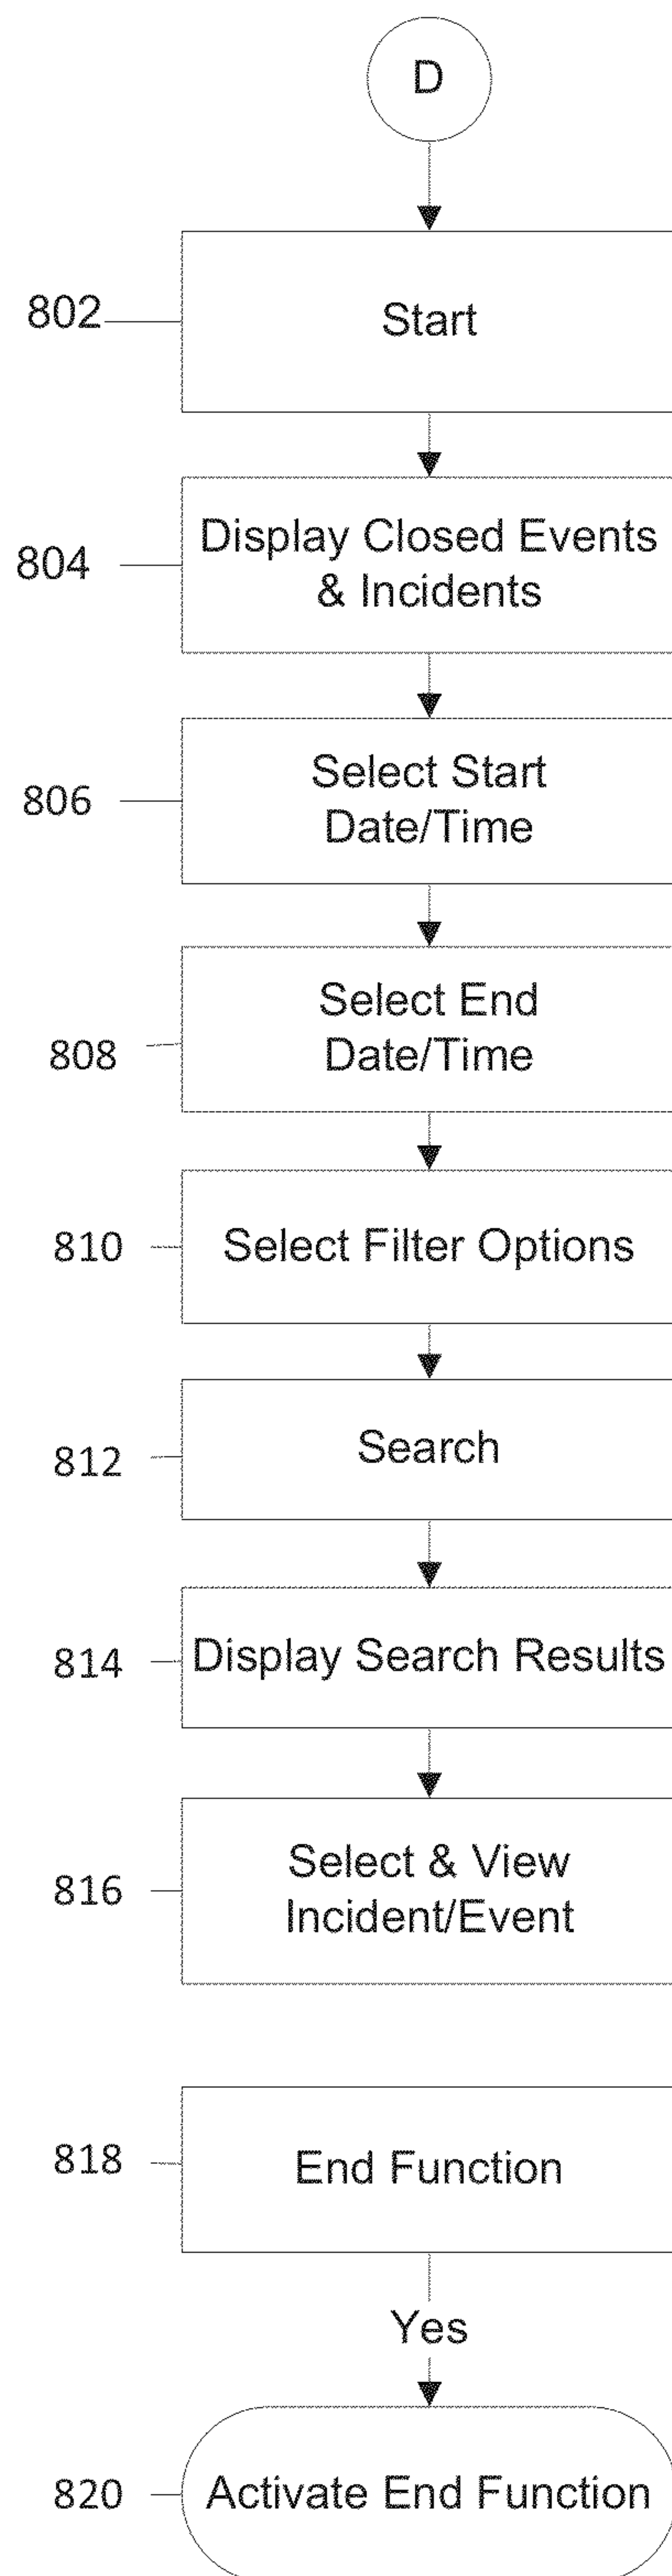 D
802
Start
804
Display Closed Events
& Incidents
806
Select Start
Date/Time
808
Select End
Date/Time
810
Select Filter Options
812
Search
814
Display Search Results
816
Select & View
Incident/Event
818
End Function
Yes
820
Activate End Function